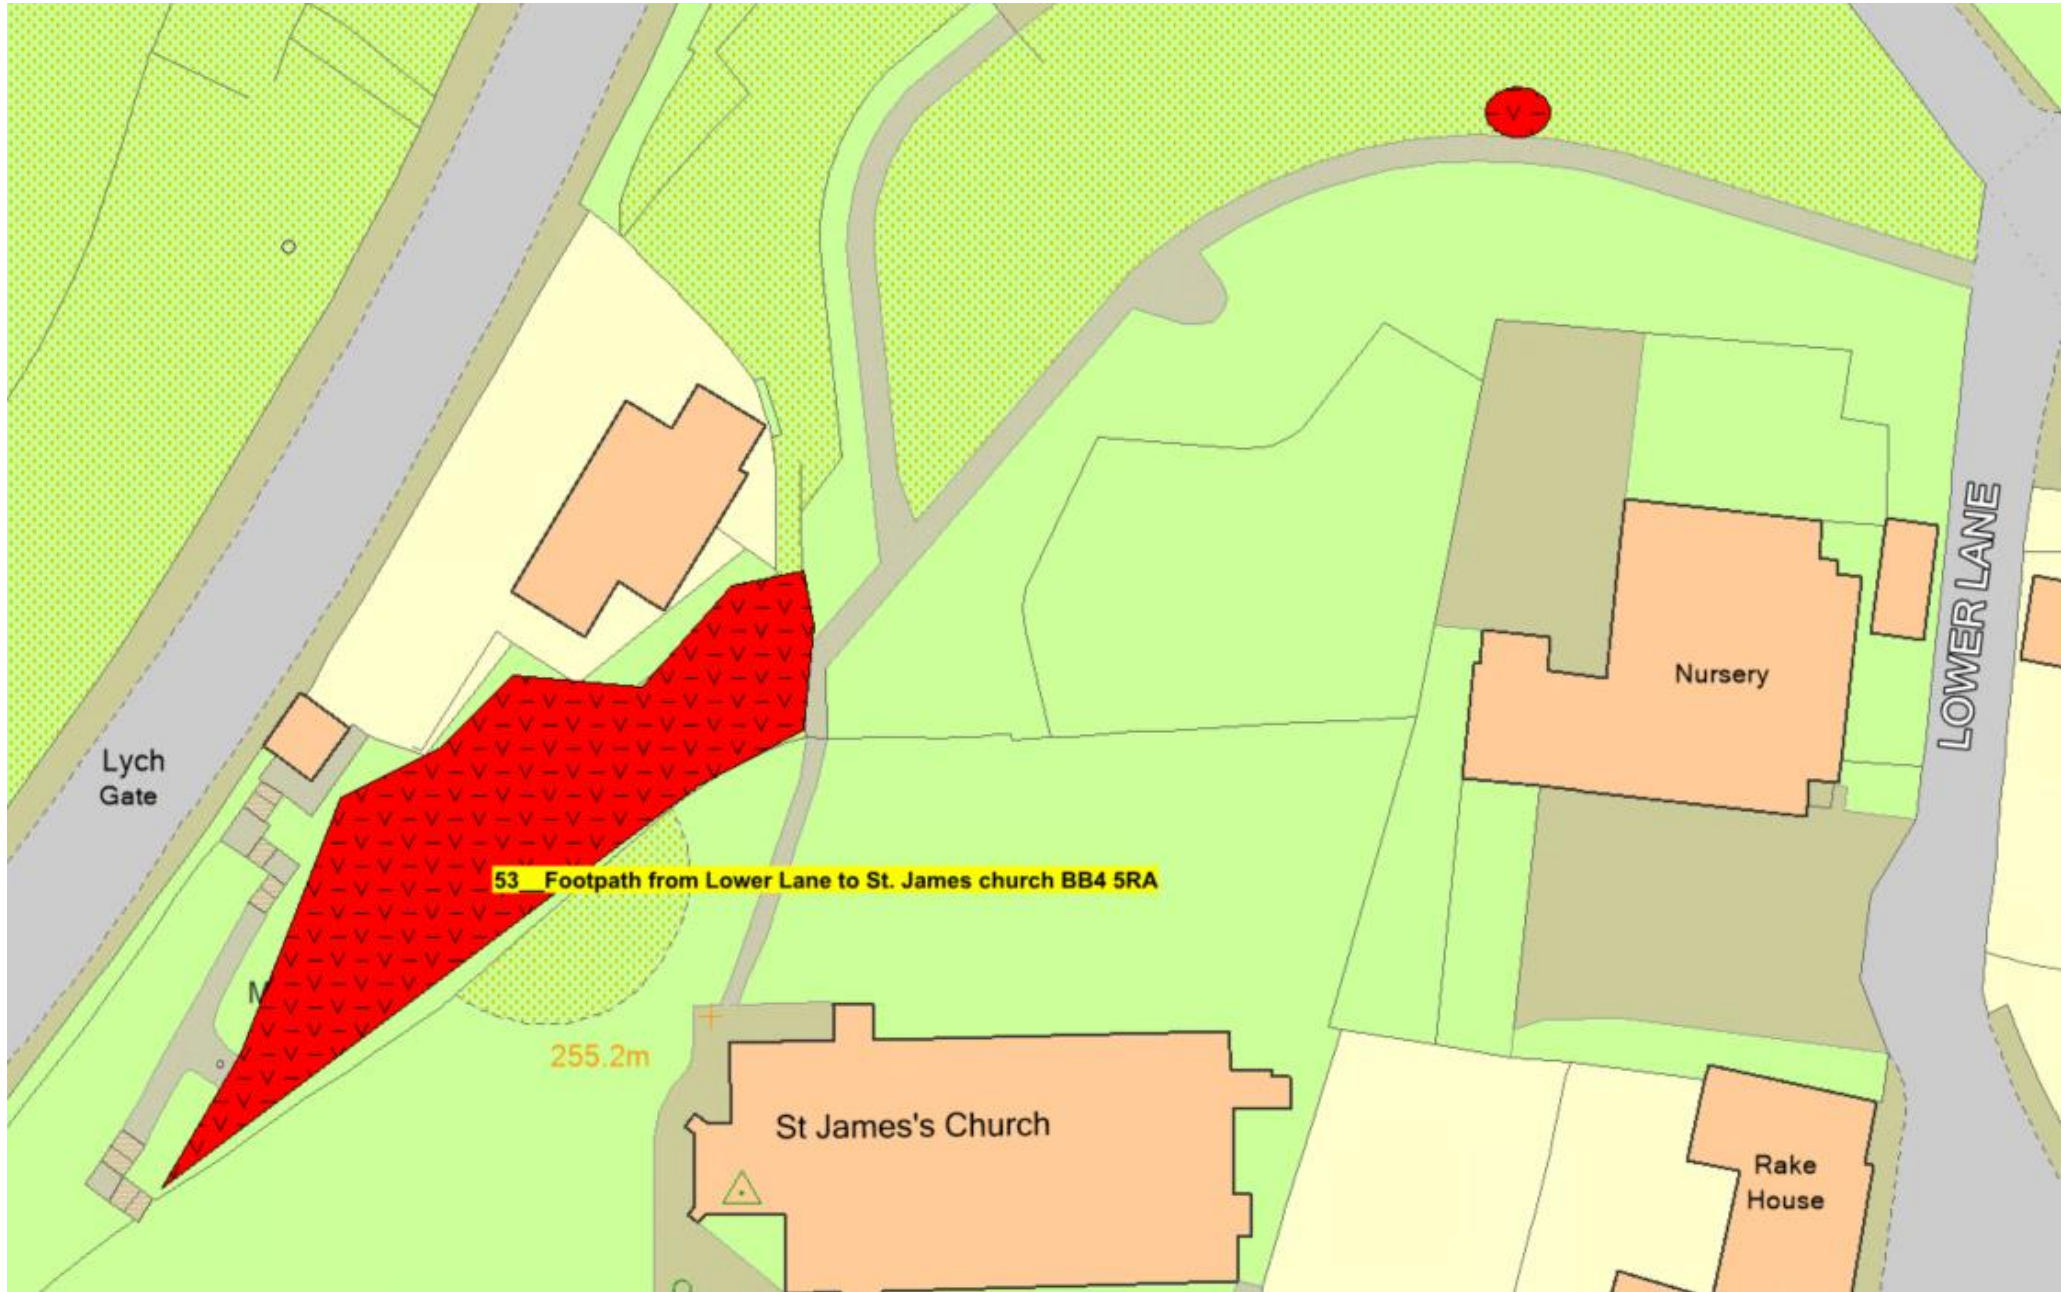 LOWER LANE
Nursery
Lych
Gate
53__Footpath from Lower Lane to St. James church BB4 5RA
M
255.2m
St James's Church
Rake
House